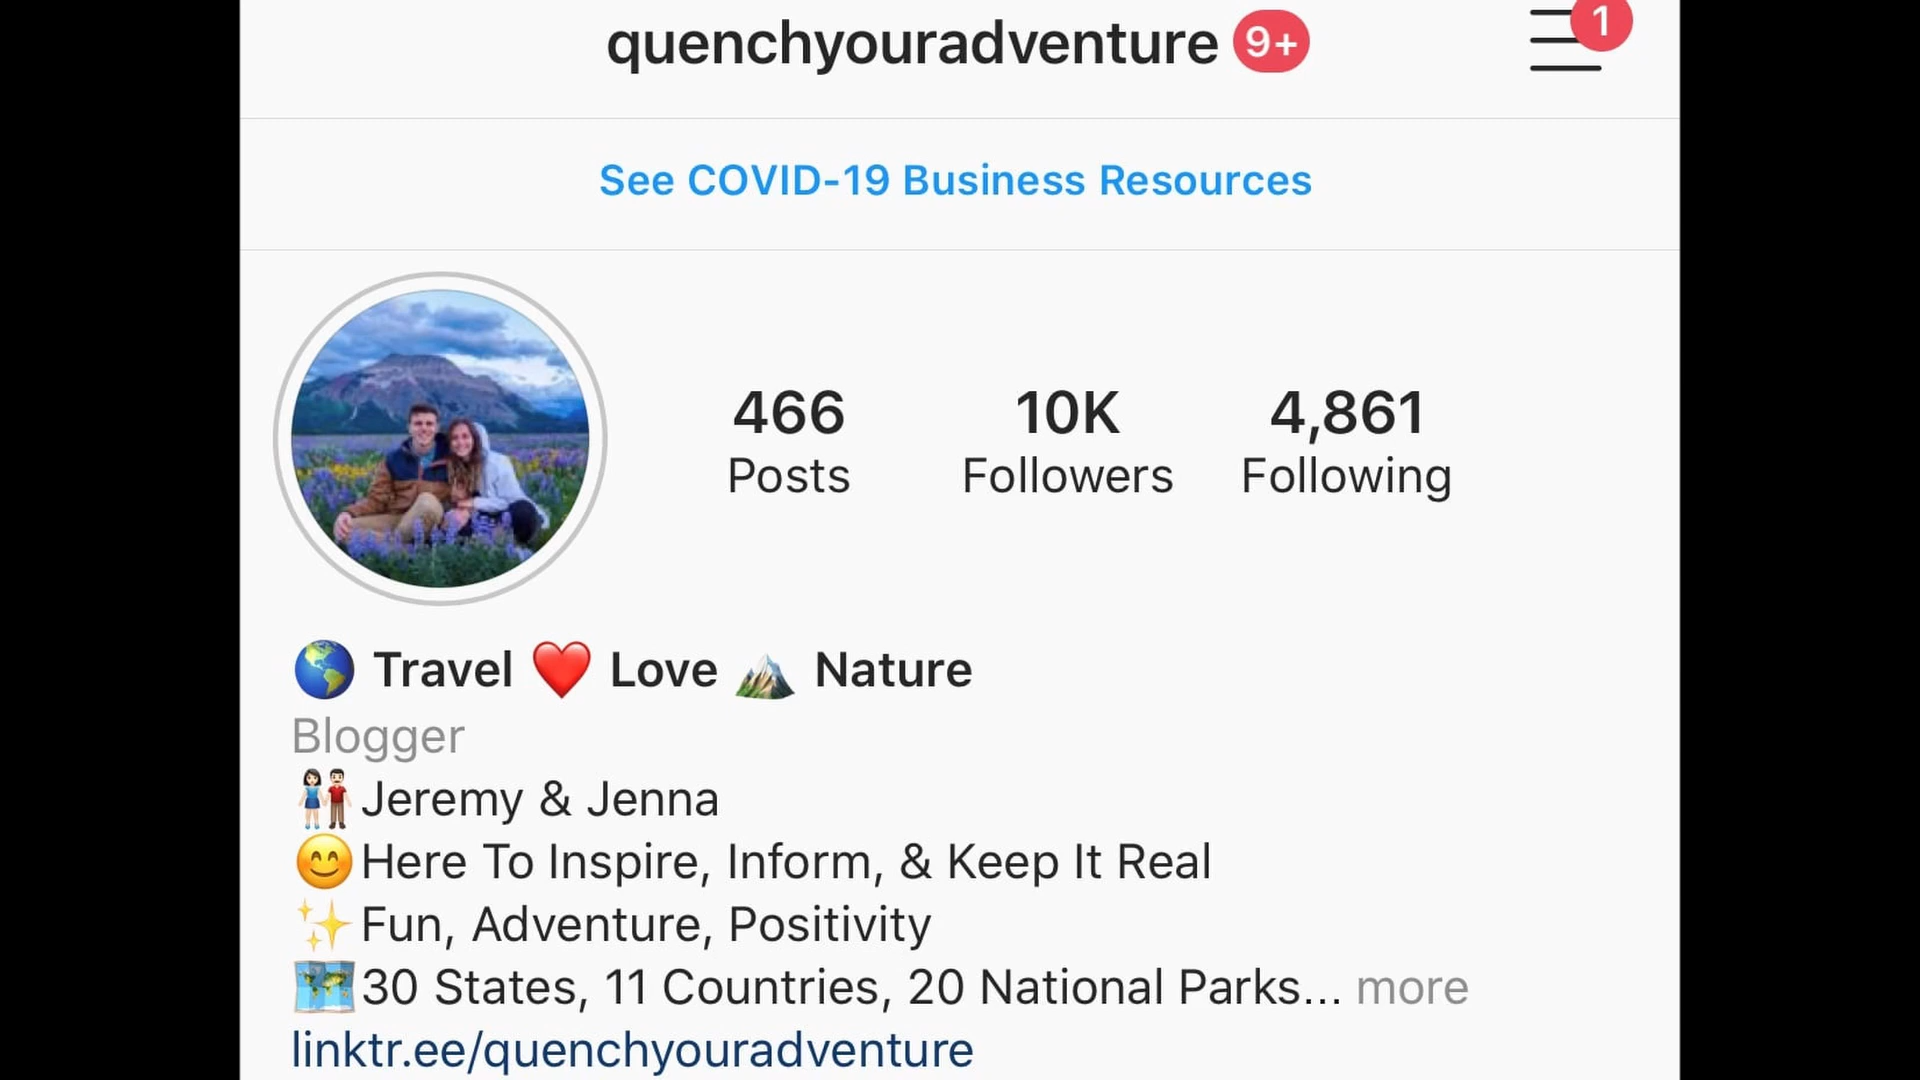 quenchyouradventure 9+
1
See COVID-19 Business Resources
466 10K 4,861
Posts Followers Following
🌎 Travel ❤️ Love 🏔️ Nature
Blogger
👫Jeremy & Jenna
😊Here To Inspire, Inform, & Keep It Real
✨Fun, Adventure, Positivity
🗺️30 States, 11 Countries, 20 National Parks... more
linktr.ee/quenchyouradventure